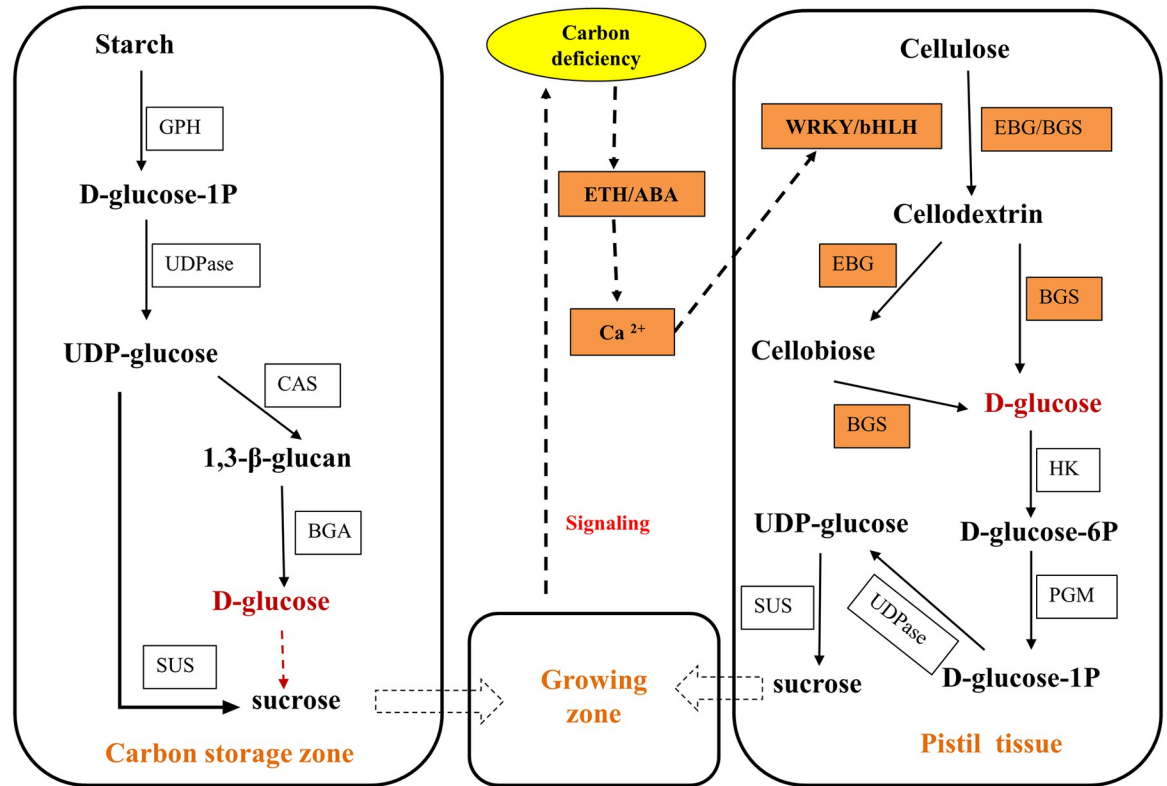 Starch
GPH
D-glucose-1P
UDPase
UDP-glucose
CAS
1,3-β-glucan
BGA
D-glucose
SUS
sucrose
Carbon storage zone
Carbon
deficiency
ETH/ABA
Ca 2+
Signaling
Growing
zone
Cellulose
WRKY/bHLH
EBG/BGS
Cellodextrin
EBG
BGS
Cellobiose
D-glucose
BGS
HK
UDP-glucose
D-glucose-6P
SUS
UDPase
PGM
sucrose
D-glucose-1P
Pistil tissue